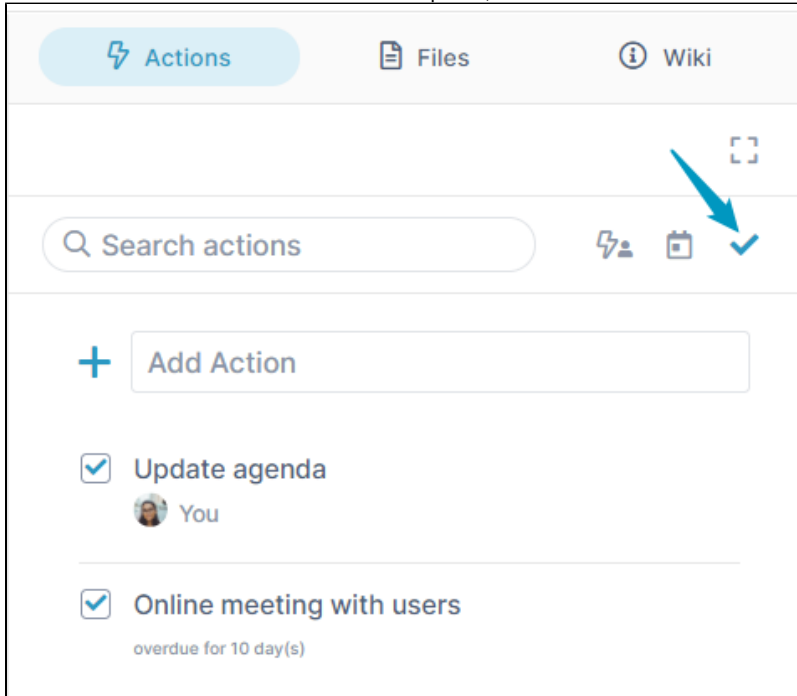 Actions Files Wiki
Search actions
Add Action
Update agenda
You
Online meeting with users
overdue for 10 day(s)